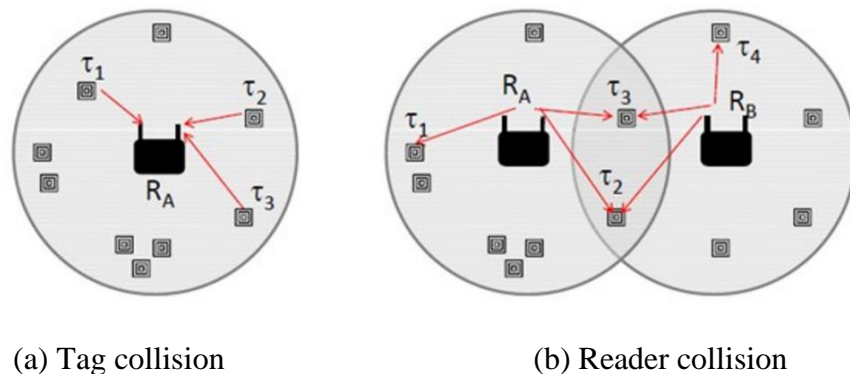 τ1
τ2
RA
τ3
τ4
RA
τ3
RB
τ1
τ2
(a) Tag collision
(b) Reader collision